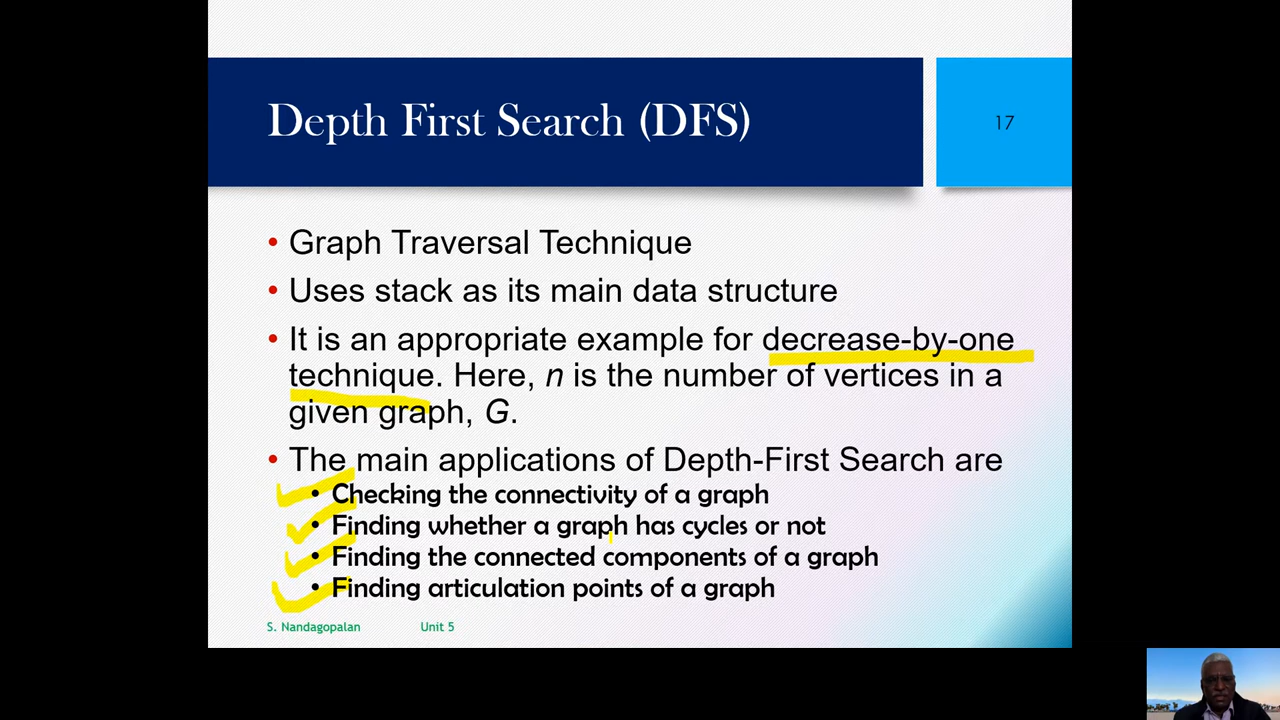 Depth First Search (DFS)
17
• Graph Traversal Technique
• Uses stack as its main data structure
• It is an appropriate example for decrease-by-one
technique. Here, n is the number of vertices in a
given graph, G.
• The main applications of Depth-First Search are
• Checking the connectivity of a graph
• Finding whether a graph has cycles or not
• Finding the connected components of a graph
• Finding articulation points of a graph
S. Nandagopalan Unit 5